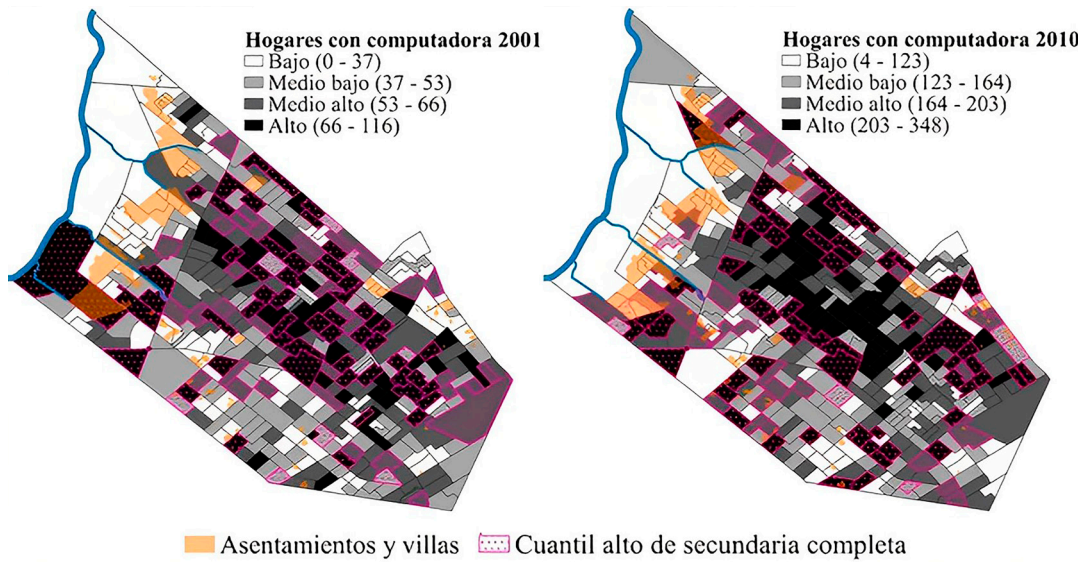 Hogares con computadora 2001
Bajo (0 - 37)
Medio bajo (37 - 53)
Medio alto (53 - 66)
Alto (66 - 116)
Hogares con computadora 2010
Bajo (4 - 123)
Medio bajo (123 - 164)
Medio alto (164 - 203)
Alto (203 - 348)
Asentamientos y villas
Cuantil alto de secundaria completa